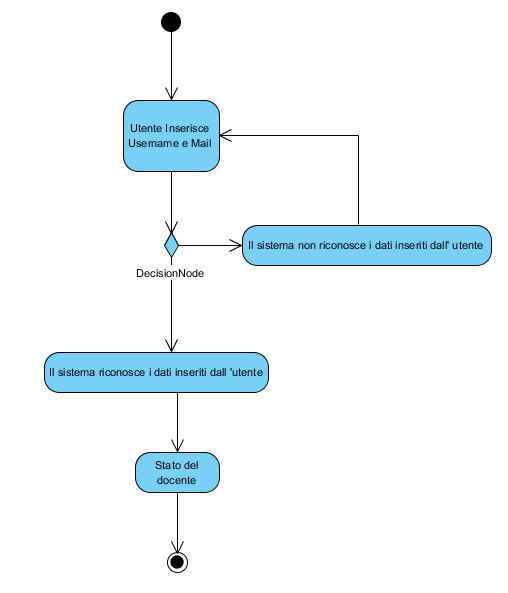 Utente Inserisce
Username e Mail
Il sistema non riconosce i dati inseriti dall' utente
DecisionNode
Il sistema riconosce i dati inseriti dall 'utente
Stato del
docente